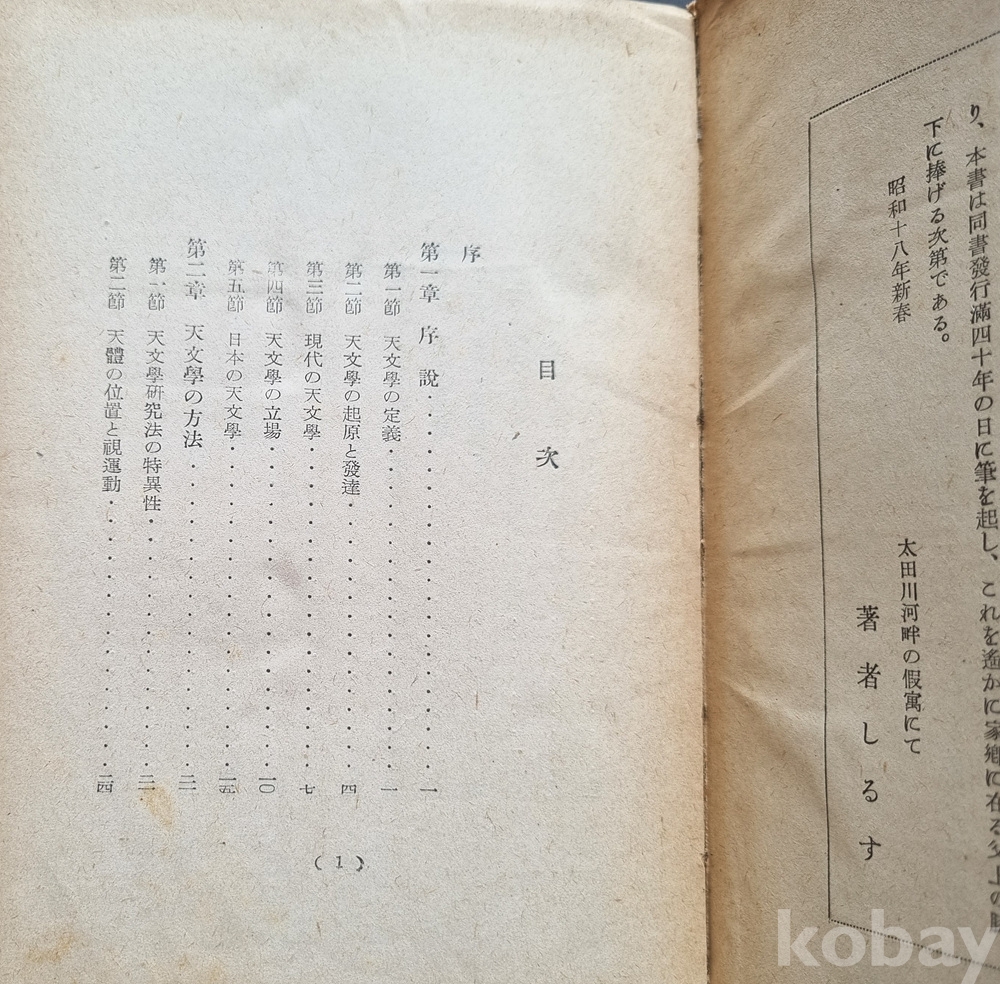 り、本書は同書發行滿四十年の日に筆を起し、これを遙かに家鄕に在る父上の
下に捧げる次第である。
昭和十八年新春
太田川河畔の假寓にて
著者しるす
目次
序
第一章 序說・・・・・・・・・・・・・・・・・一
第一節 天文學の定義・・・・・・・・・・・・・・・一
第二節 天文學の起原と發達・・・・・・・・・・・・・四
第三節 現代の天文學・・・・・・・・・・・・・・・七
第四節 天文學の立場・・・・・・・・・・・・・・・一〇
第五節 日本の天文學・・・・・・・・・・・・・・・一五
第二章 天文學の方法・・・・・・・・・・・・・・・二一
第一節 天文學研究法の特異性・・・・・・・・・・・・二一
第二節 天體の位置と視運動・・・・・・・・・・・・・二四
(1)
kobay